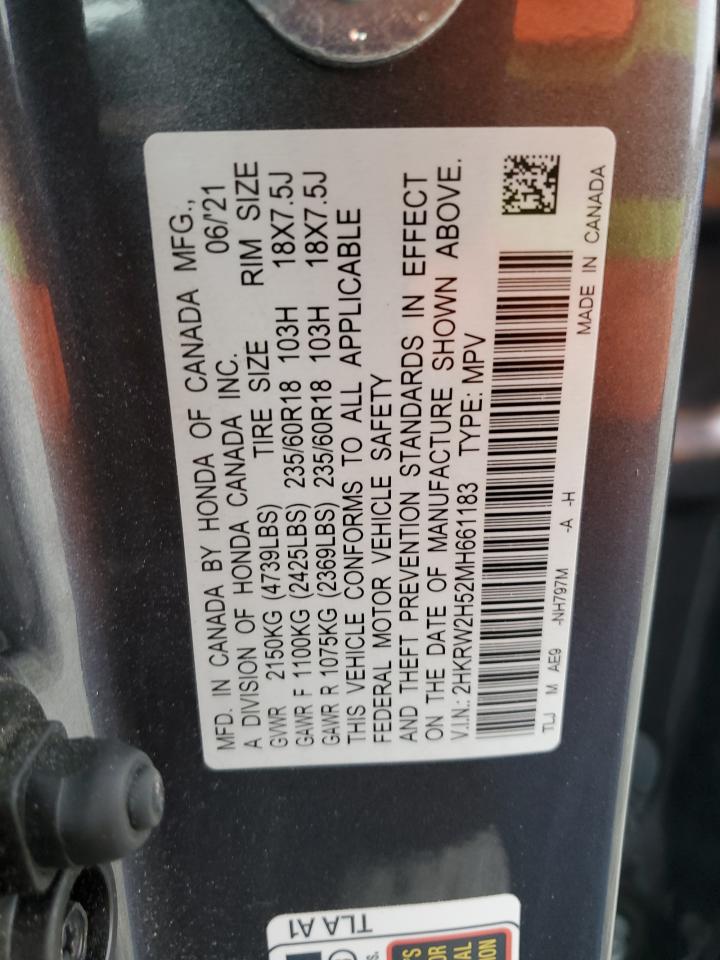 MFD. IN CANADA BY HONDA OF CANADA MFG.,
A DIVISION OF HONDA CANADA INC. 06/'21
GVWR 2150KG (4739LBS) TIRE SIZE RIM SIZE
GAWR F 1100KG (2425LBS) 235/60R18 103H 18X7.5J
GAWR R 1075KG (2369LBS) 235/60R18 103H 18X7.5J
THIS VEHICLE CONFORMS TO ALL APPLICABLE
FEDERAL MOTOR VEHICLE SAFETY
AND THEFT PREVENTION STANDARDS IN EFFECT
ON THE DATE OF MANUFACTURE SHOWN ABOVE.
V.I.N.: 2HKRW2H52MH661183 TYPE: MPV
TLJ M AE9 -NH797M -A -H
MADE IN CANADA
TLA A1